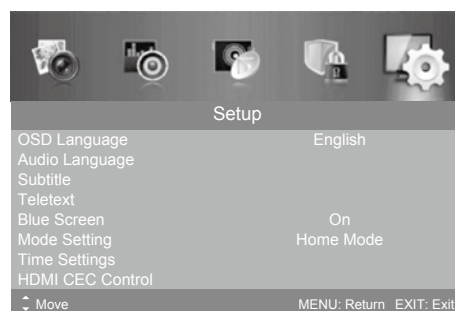 Setup
OSD Language English
Audio Language
Subtitle
Teletext
Blue Screen On
Mode Setting Home Mode
Time Settings
HDMI CEC Control
Move MENU: Return EXIT: Exit